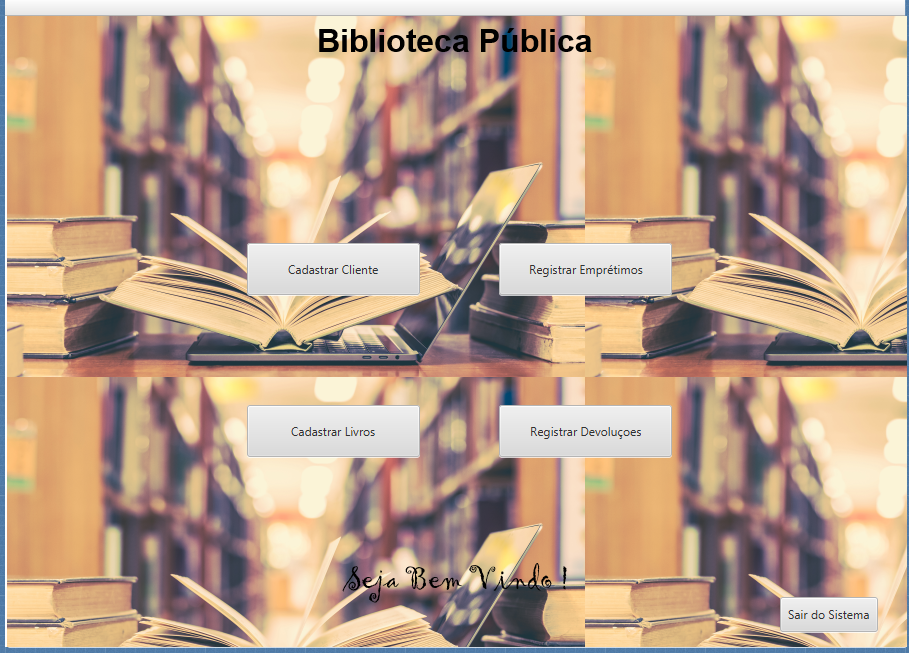 Biblioteca Pública
Cadastrar Cliente
Registrar Emprétimos
Cadastrar Livros
Registrar Devoluçoes
Seja Bem Vindo !
Sair do Sistema